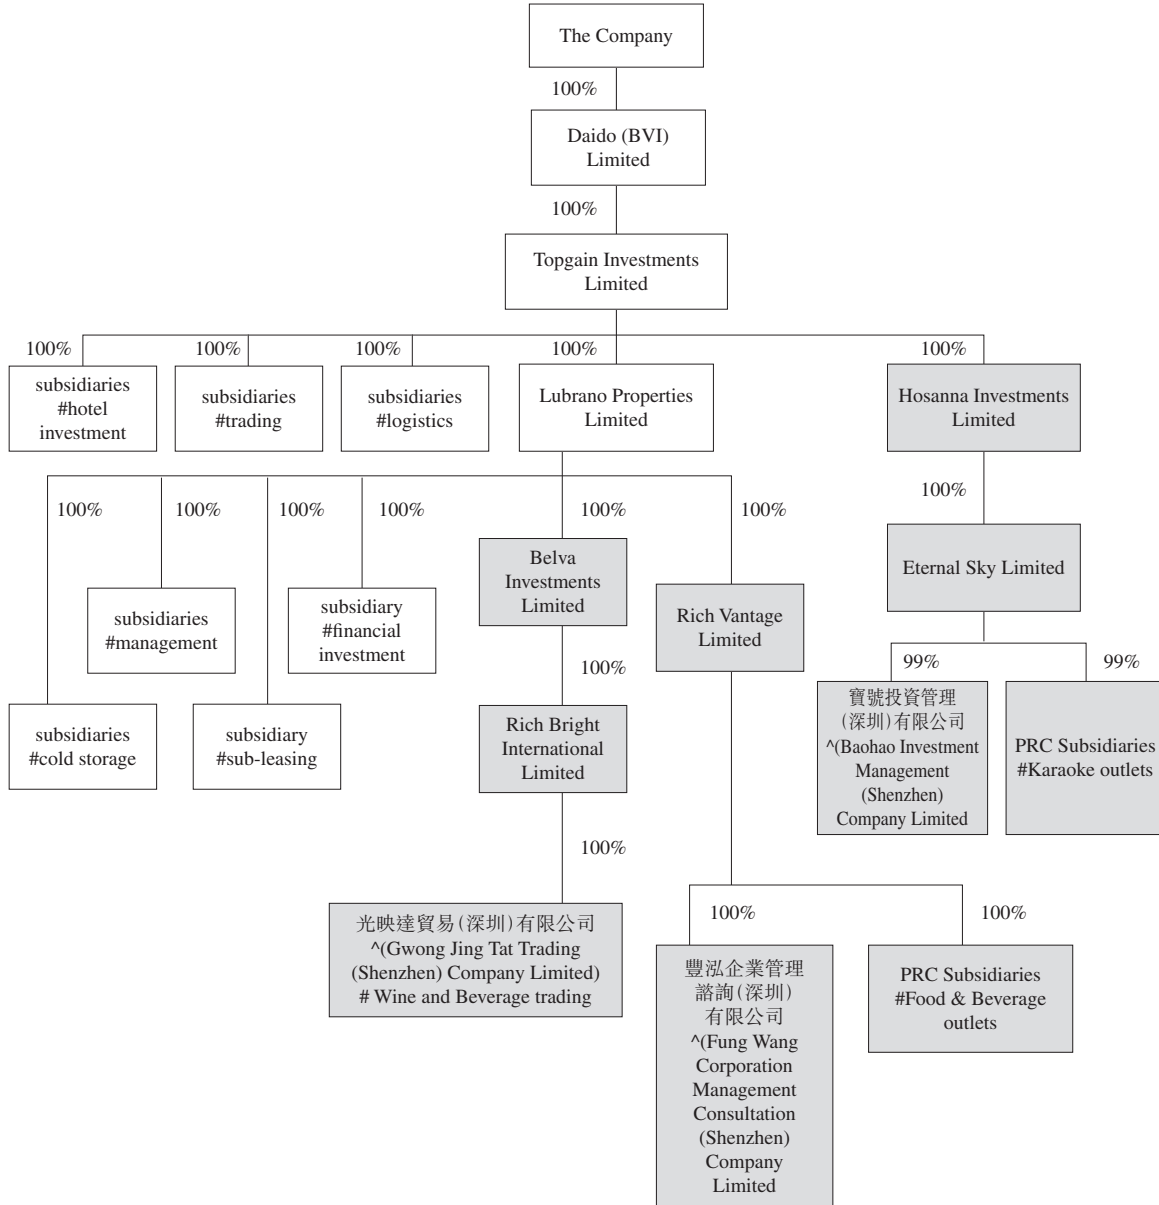 The Company
100%
Daido (BVI)
Limited
100%
Topgain Investments
Limited
100%
100%
100%
100%
100%
subsidiaries
#hotel
investment
subsidiaries
#trading
subsidiaries
#logistics
Lubrano Properties
Limited
Hosanna Investments
Limited
100%
100%
100%
100%
100%
100%
100%
Belva
Investments
Limited
Eternal Sky Limited
subsidiaries
#management
subsidiary
#financial
investment
Rich Vantage
Limited
100%
99%
99%
subsidiaries
#cold storage
subsidiary
#sub-leasing
Rich Bright
International
Limited
寶號投資管理
(深圳)有限公司
^(Baohao Investment
Management
(Shenzhen)
Company Limited
PRC Subsidiaries
#Karaoke outlets
100%
100%
100%
光映達貿易(深圳)有限公司
^(Gwong Jing Tat Trading
(Shenzhen) Company Limited)
# Wine and Beverage trading
豐泓企業管理
諮詢(深圳)
有限公司
^(Fung Wang
Corporation
Management
Consultation
(Shenzhen)
Company
Limited
PRC Subsidiaries
#Food & Beverage
outlets